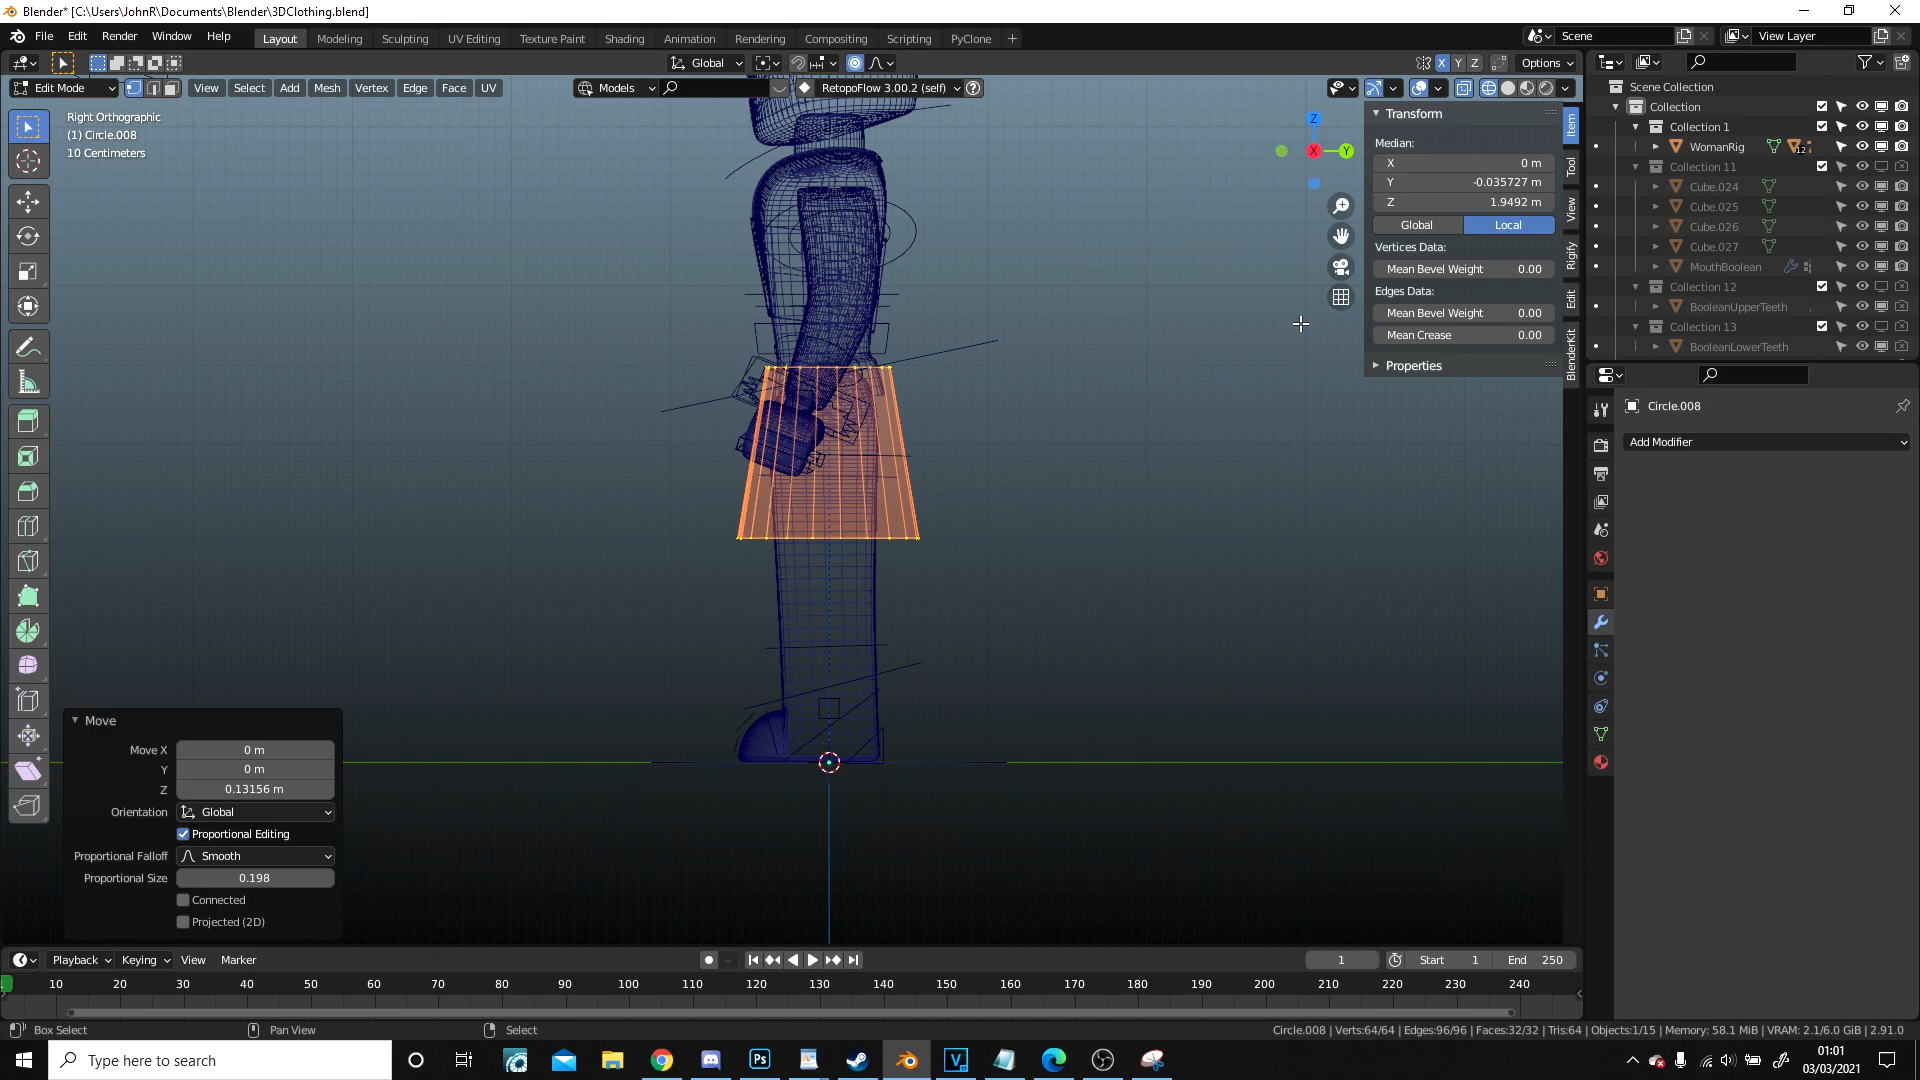 Blender* [C:\Users\JohnR\Documents\Blender\3DClothing.blend]
File Edit Render Window Help Layout Modeling Sculpting UV Editing Texture Paint Shading Animation Rendering Compositing Scripting PyClone Scene View Layer
Global X Y Z Options
Edit Mode View Select Add Mesh Vertex Edge Face UV Models RetopoFlow 3.00.2 (self)
Right Orthographic
(1) Circle.008
10 Centimeters
Z
X
Y
Transform
Median:
X 0 m
Y -0.035727 m
Z 1.9492 m
Global Local
Vertices Data:
Mean Bevel Weight 0.00
Edges Data:
Mean Bevel Weight 0.00
Mean Crease 0.00
Properties
Item
Tool
View
Rigify
Edit
BlenderKit
Scene Collection
Collection
Collection 1
WomanRig 12
Collection 11
Cube.024
Cube.025
Cube.026
Cube.027
MouthBoolean
Collection 12
BooleanUpperTeeth
Collection 13
BooleanLowerTeeth
Circle.008
Add Modifier
Move
Move X 0 m
Y 0 m
Z 0.13156 m
Orientation Global
Proportional Editing
Proportional Falloff Smooth
Proportional Size 0.198
Connected
Projected (2D)
Playback Keying View Marker 1 Start 1 End 250
1 10 20 30 40 50 60 70 80 90 100 110 120 130 140 150 160 170 180 190 200 210 220 230 240
Box Select Pan View Select Circle.008 | Verts:64/64 | Edges:96/96 | Faces:32/32 | Tris:64 | Objects:1/15 | Memory: 58.1 MiB | VRAM: 2.1/6.0 GiB | 2.91.0
Type here to search
Ps
V
01:01
03/03/2021